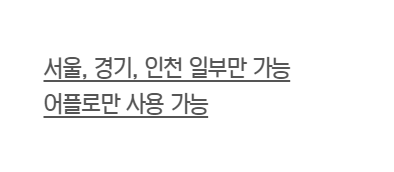 서울, 경기, 인천 일부만 가능
어플로만 사용 가능